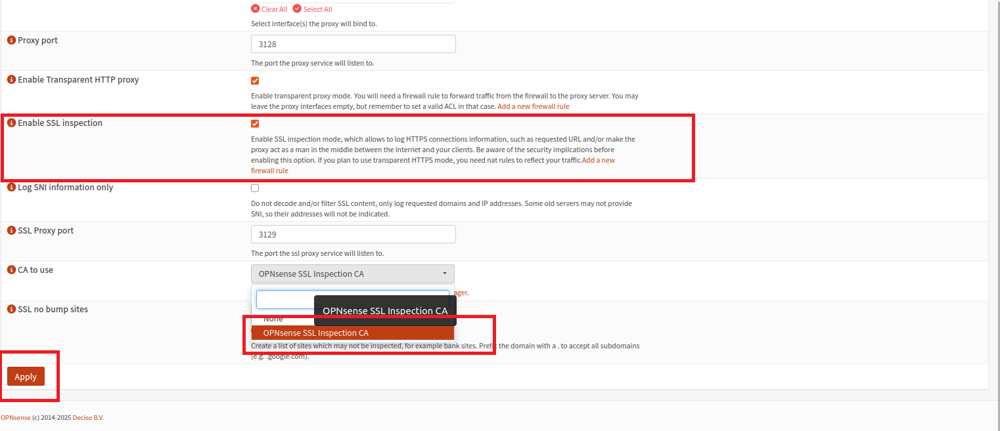 Clear All Select All
Select interface(s) the proxy will bind to.
Proxy port
3128
The port the proxy service will listen to.
Enable Transparent HTTP proxy
Enable transparent proxy mode. You will need a firewall rule to forward traffic from the firewall to the proxy server. You may
leave the proxy interfaces empty, but remember to set a valid ACL in that case. Add a new firewall rule
Enable SSL inspection
Enable SSL inspection mode, which allows to log HTTPS connections information, such as requested URL and/or make the
proxy act as a man in the middle between the internet and your clients. Be aware of the security implications before
enabling this option. If you plan to use transparent HTTPS mode, you need nat rules to reflect your traffic.Add a new
firewall rule
Log SNI information only
Do not decode and/or filter SSL content, only log requested domains and IP addresses. Some old servers may not provide
SNI, so their addresses will not be indicated.
SSL Proxy port
3129
The port the ssl proxy service will listen to.
CA to use
OPNsense SSL Inspection CA
ager.
SSL no bump sites
OPNsense SSL Inspection CA
None
OPNsense SSL Inspection CA
Create a list of sites which may not be inspected, for example bank sites. Prefix the domain with a . to accept all subdomains
(e.g. .google.com).
Apply
OPNsense (c) 2014-2025 Deciso B.V.